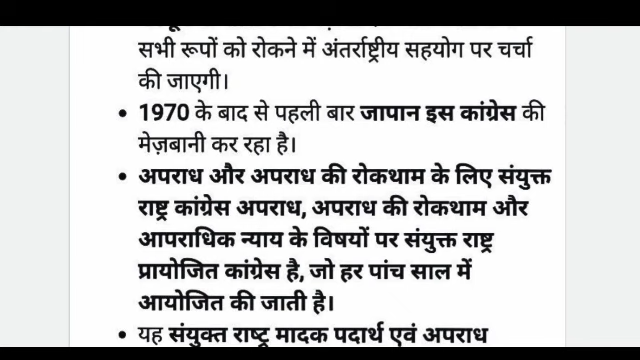 सभी रूपों को रोकने में अंतर्राष्ट्रीय सहयोग पर चर्चा
की जाएगी।
• 1970 के बाद से पहली बार जापान इस कांग्रेस की
मेज़बानी कर रहा है।
• अपराध और अपराध की रोकथाम के लिए संयुक्त
राष्ट्र कांग्रेस अपराध, अपराध की रोकथाम और
आपराधिक न्याय के विषयों पर संयुक्त राष्ट्र
प्रायोजित कांग्रेस है, जो हर पांच साल में
आयोजित की जाती है।
• यह संयुक्त राष्ट्र मादक पदार्थ एवं अपराध